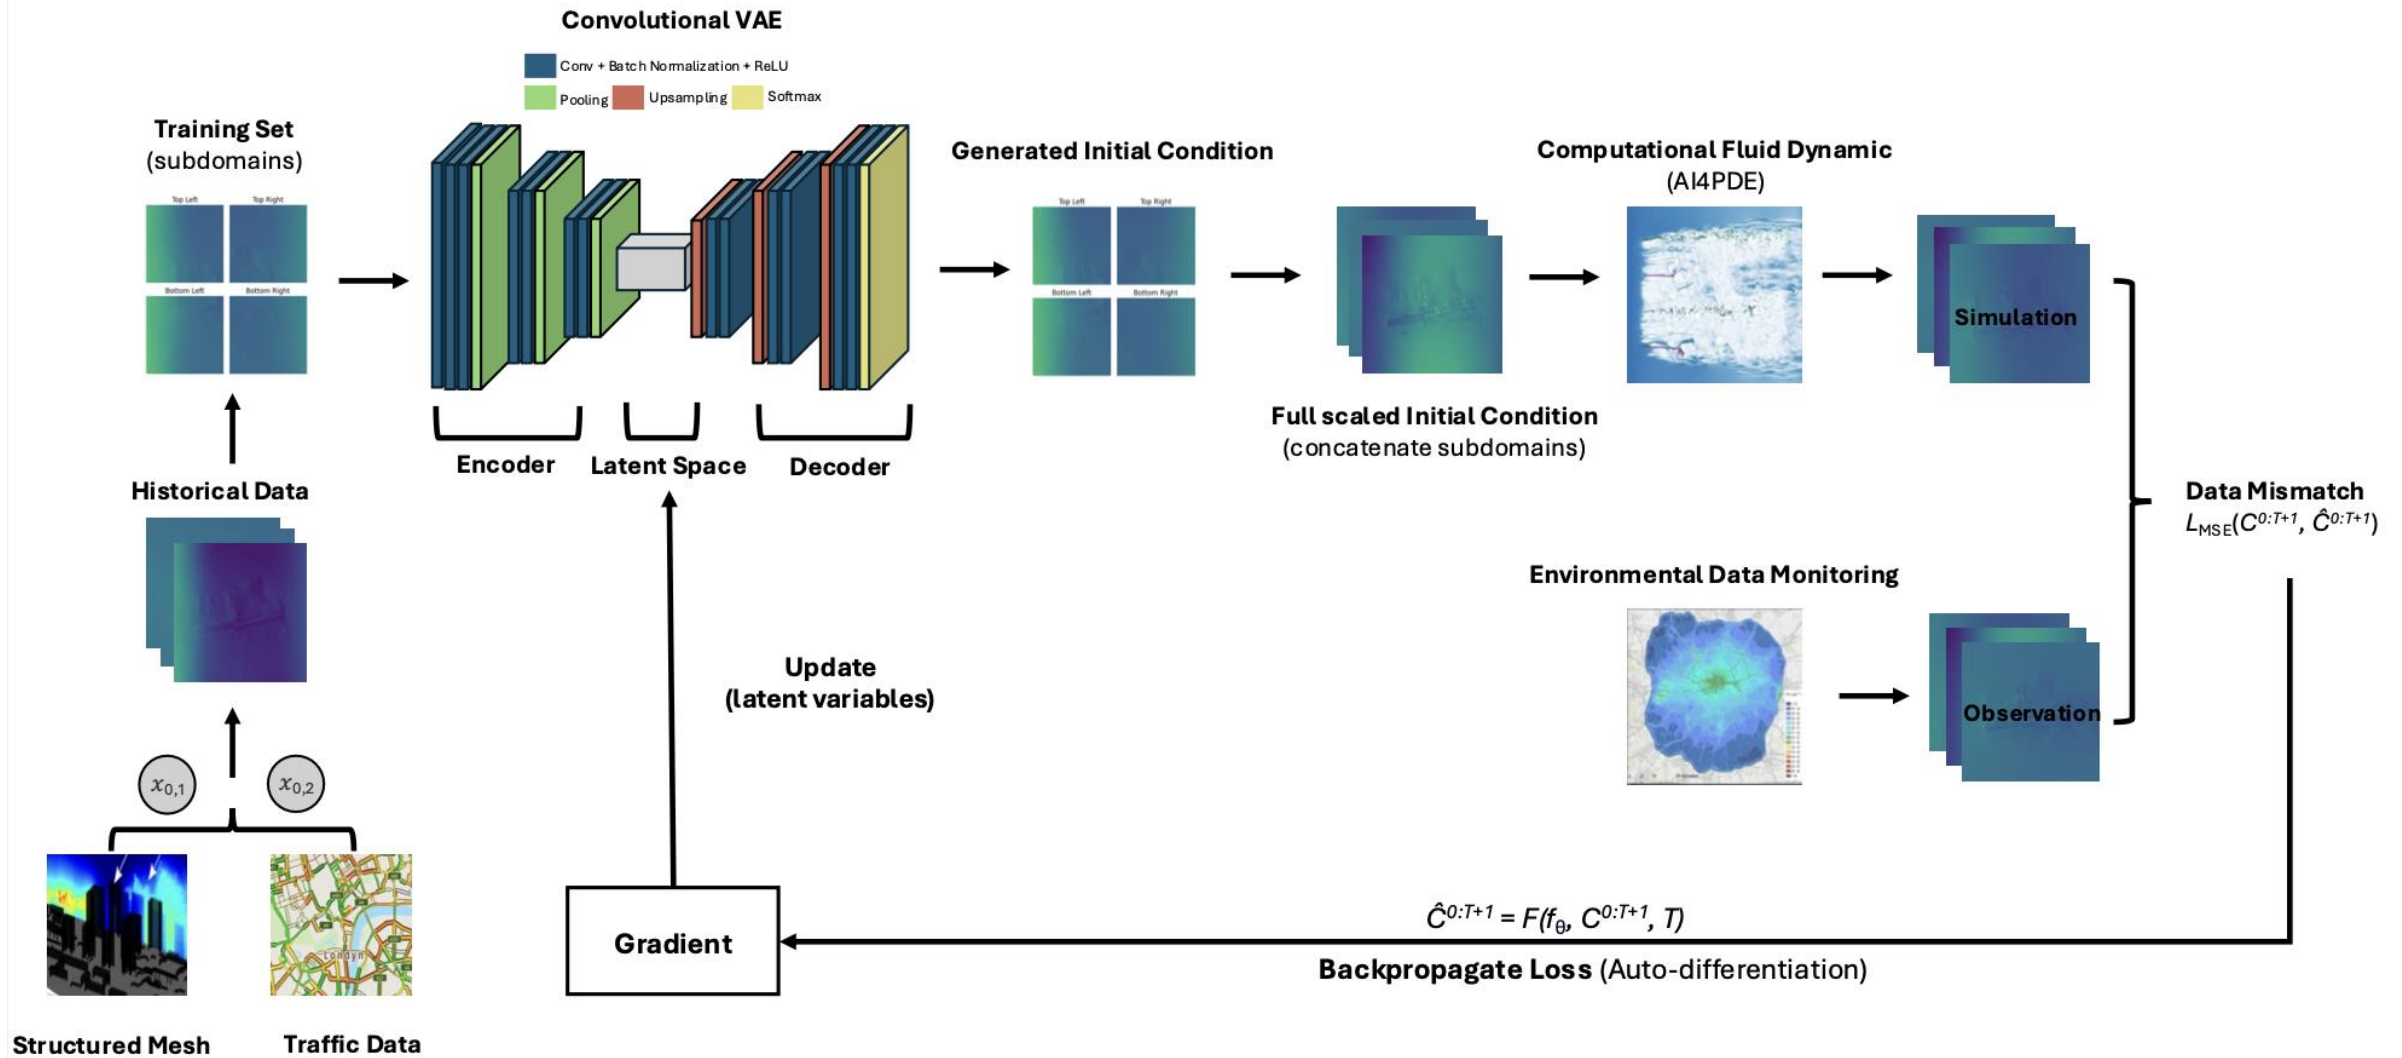 Convolutional VAE
Conv + Batch Normalization + ReLU
Pooling
Upsampling
Softmax
Training Set
(subdomains)
Top Left
Top Right
Bottom Left
Bottom Right
Encoder
Latent Space
Decoder
Generated Initial Condition
Top Left
Top Right
Bottom Left
Bottom Right
Full scaled Initial Condition
(concatenate subdomains)
Computational Fluid Dynamic
(AI4PDE)
Simulation
Historical Data
Environmental Data Monitoring
Observation
Data Mismatch
L_MSE(C^0:T+1, Ĉ^0:T+1)
Update
(latent variables)
x_0,1
x_0,2
Structured Mesh
Londyn
Traffic Data
Gradient
Ĉ^0:T+1 = F(f_θ, C^0:T+1, T)
Backpropagate Loss (Auto-differentiation)